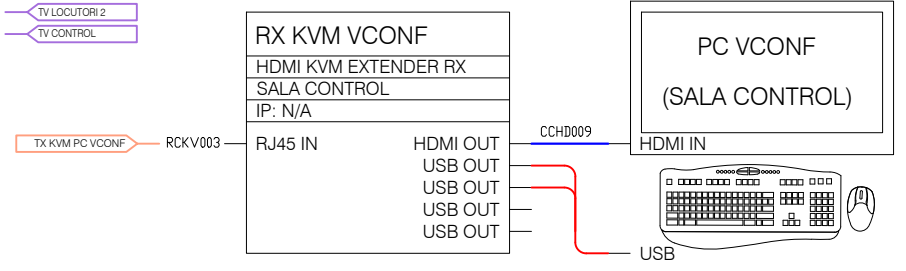 TV LOCUTORI 2
TV CONTROL
RX KVM VCONF
HDMI KVM EXTENDER RX
SALA CONTROL
IP: N/A
TX KVM PC VCONF
RCKV003
RJ45 IN
HDMI OUT
USB OUT
USB OUT
USB OUT
USB OUT
CCHD009
PC VCONF
(SALA CONTROL)
HDMI IN
USB